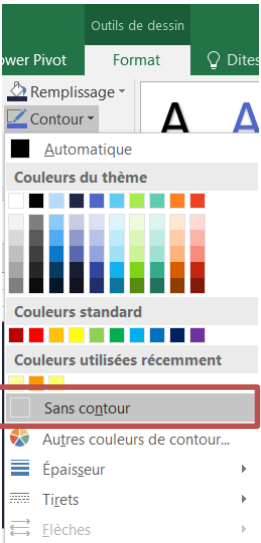 Outils de dessin
ower Pivot Format Dites
Remplissage
Contour
A A
Automatique
Couleurs du thème
Couleurs standard
Couleurs utilisées récemment
Sans contour
Autres couleurs de contour...
Épaisseur
Tirets
Flèches